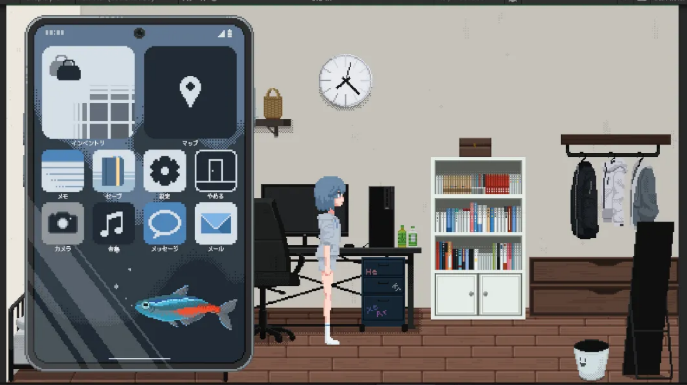 インベントリ
マップ
メモ
セーブ
設定
やめる
カメラ
音楽
メッセージ
メール
He